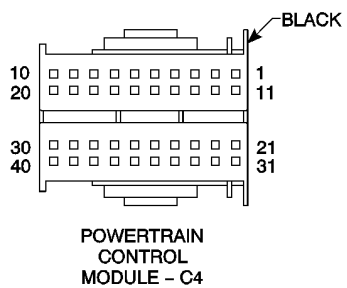 BLACK
10 1
20 11
30 21
40 31
POWERTRAIN
CONTROL
MODULE – C4